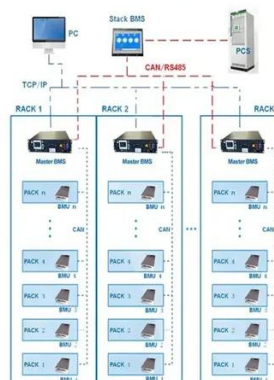 PC
Stack BMS
PCS
CAN/RS485
TCP/IP
RACK 1
RACK 2
RACK
Master BMS
Master BMS
Master BMS
PACK n
PACK n
PACK n
BMU n
BMU n
BMU n
CAN
CAN
CAN
PACK 4
PACK 4
PACK 4
BMU 4
BMU 4
BMU 4
PACK 3
PACK 3
PACK 3
BMU 3
BMU 3
BMU 3
PACK 2
PACK 2
PACK 2
BMU 2
BMU 2
BMU 2
PACK 1
PACK 1
PACK 1